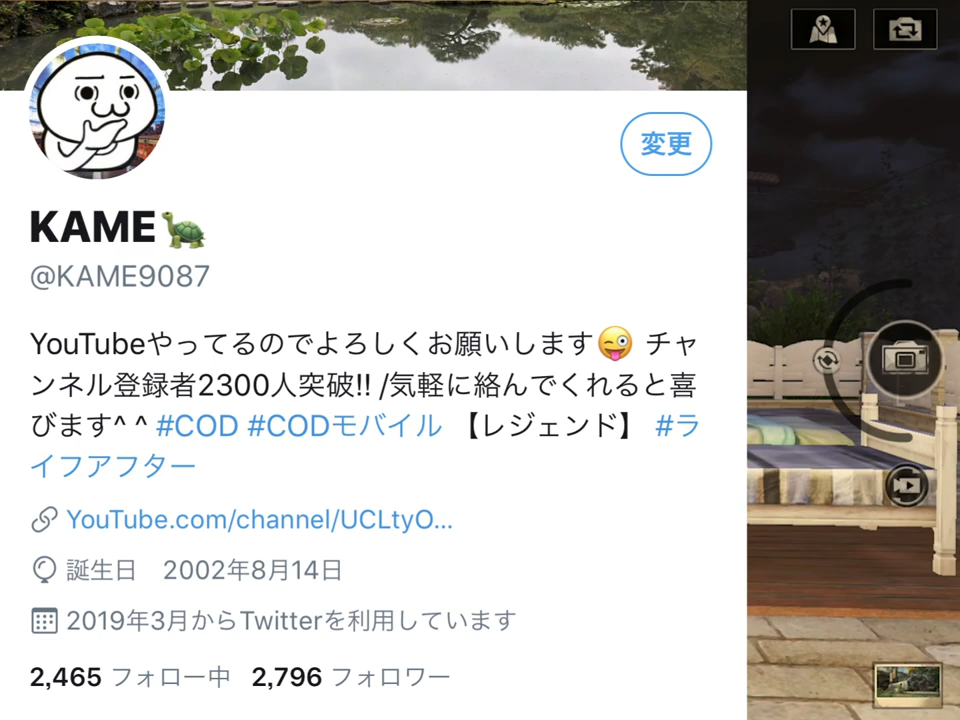 変更
KAME🐢
@KAME9087
YouTubeやってるのでよろしくお願いします😜 チャ
ンネル登録者2300人突破!! /気軽に絡んでくれると喜
びます^ ^ #COD #CODモバイル 【レジェンド】 #ラ
イフアフター
YouTube.com/channel/UCLtyO...
誕生日 2002年8月14日
2019年3月からTwitterを利用しています
2,465 フォロー中 2,796 フォロワー